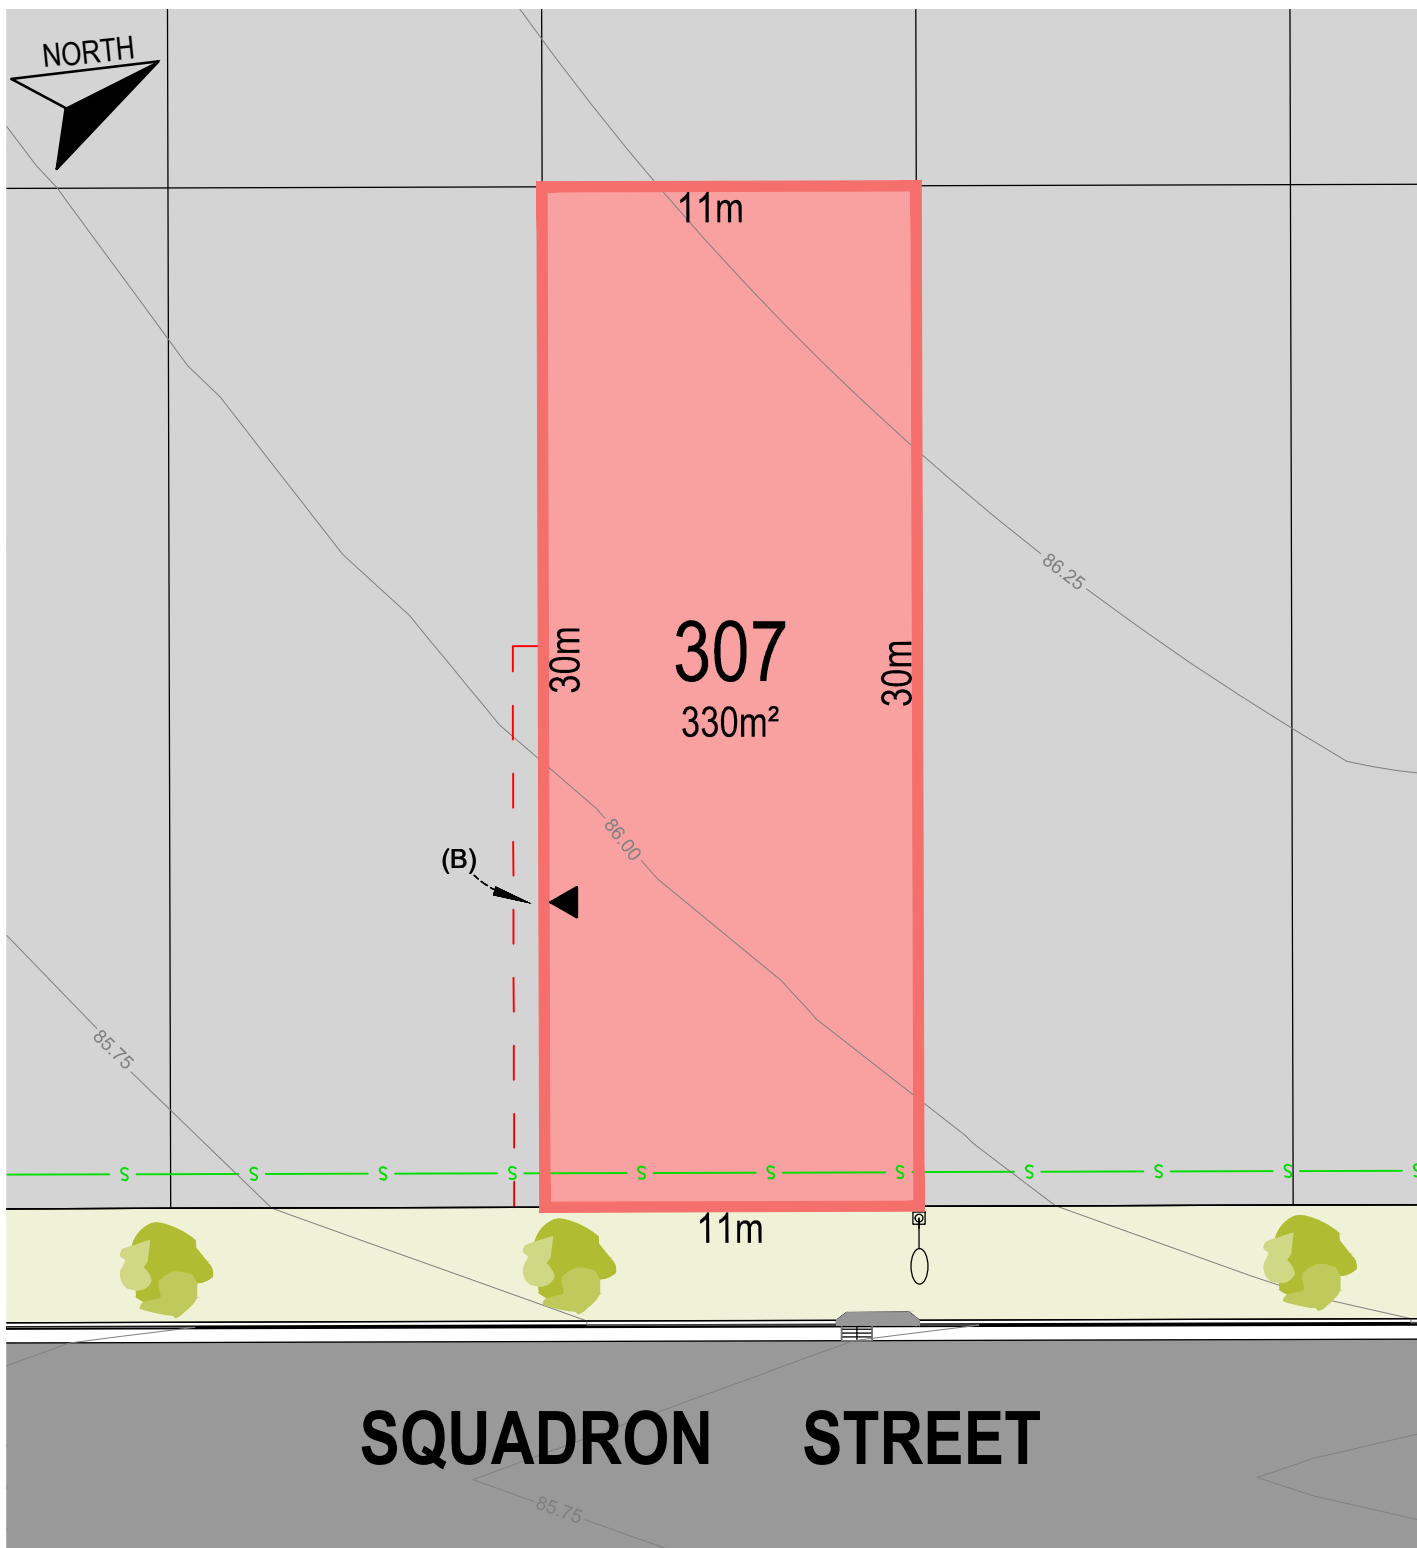 NORTH
11m
86.25
30m
307
30m
330m²
86.00
(B)
85.75
S S S S S S S S S S S
11m
SQUADRON STREET
85.75